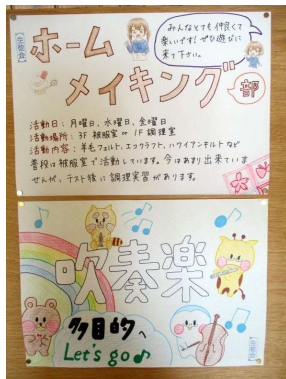 【生徒会】
みんなとても仲良くて
楽しいです！ぜひ遊びに
来て下さい。
ホーム
メイキング
部
活動日：月曜日、水曜日、金曜日
活動場所：3F 被服室 or 1F 調理室
活動内容：羊毛フェルト、エコクラフト、ハワイアンキルトなど
普段は被服室で活動しています。今はあまり出来ていま
せんが、テスト後に調理実習があります。
吹奏楽
多目的へ
Let's go♪
【生徒会】